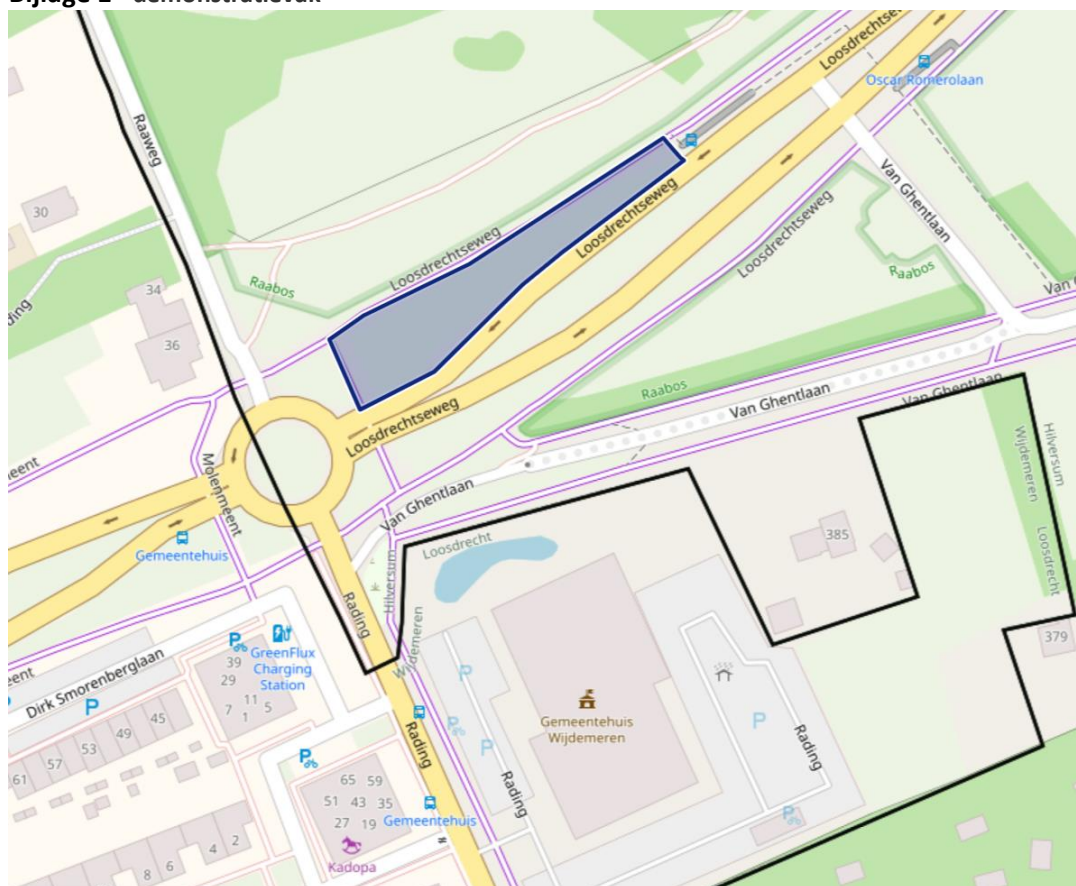 Loosdrechtseweg
Oscar Romerolaan
Raaweg
Van Ghentlaan
30
Loosdrechtseweg
Loosdrechtseweg
Loosdrechtseweg
Raabos
Raabos
34
36
Raabos
Loosdrechtseweg
Van Ghentlaan
Van Ghentlaan
Molenmeent
Van Ghentlaan
Hilversum
Wijdemeren
Loosdrecht
Gemeentehuis
Loosdrecht
Hilversum
Wijdemeren
385
379
Rading
GreenFlux
Charging
Station
39
29
11
7
5
1
Dirk Smorenberglaan
P
45
49
53
57
61
P
P
P
Gemeentehuis
Wijdemeren
Rading
Rading
Rading
65 59
51 43 35
27 19
Gemeentehuis
Kadopa
2
4
6
8